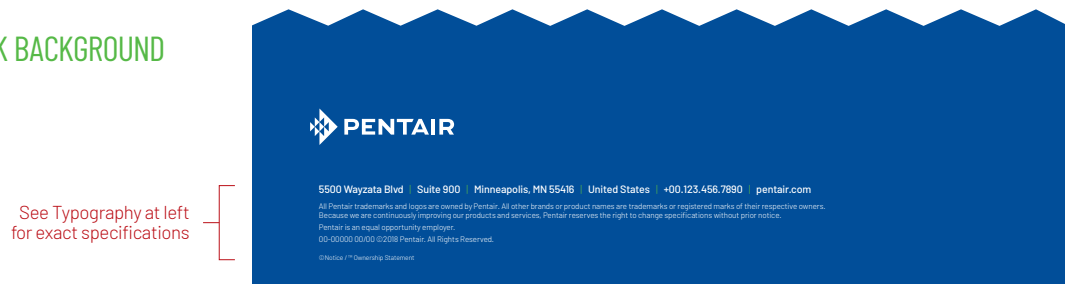 K BACKGROUND
PENTAIR
5500 Wayzata Blvd | Suite 900 | Minneapolis, MN 55416 | United States | +00.123.456.7890 | pentair.com
All Pentair trademarks and logos are owned by Pentair. All other brands or product names are trademarks or registered marks of their respective owners.
Because we are continuously improving our products and services, Pentair reserves the right to change specifications without prior notice.
Pentair is an equal opportunity employer.
00-00000 00/00 ©2018 Pentair. All Rights Reserved.
©Notice / ™ Ownership Statement
See Typography at left
for exact specifications